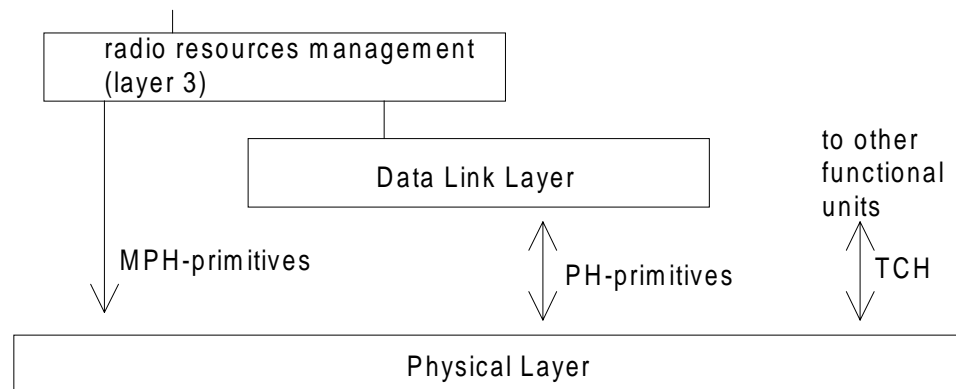 radio resources management
(layer 3)
Data Link Layer
to other
functional
units
MPH-primitives
PH-primitives
TCH
Physical Layer